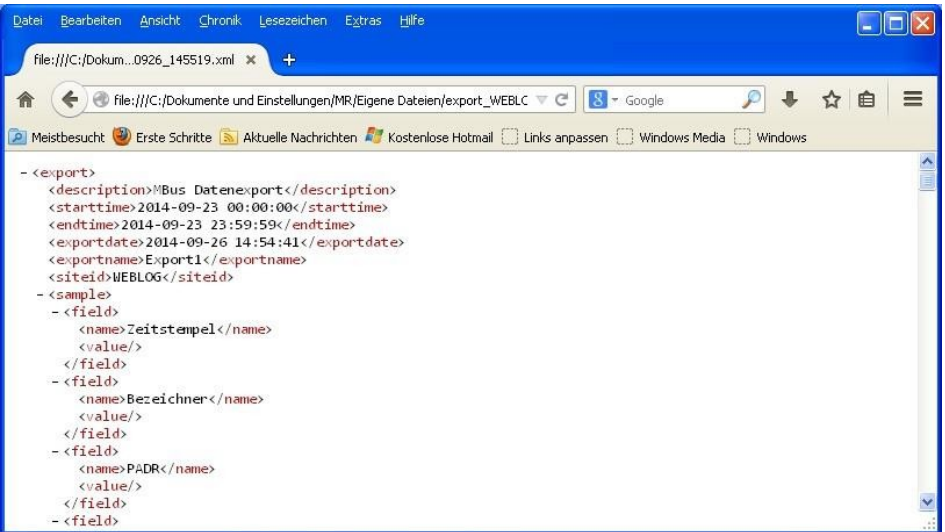 Datei Bearbeiten Ansicht Chronik Lesezeichen Extras Hilfe
file:///C:/Dokum...0926_145519.xml
file:///C:/Dokumente und Einstellungen/MR/Eigene Dateien/export_WEBLC
Google
Meistbesucht Erste Schritte Aktuelle Nachrichten Kostenlose Hotmail Links anpassen Windows Media Windows
- <export>
<description>MBus Datenexport</description>
<starttime>2014-09-23 00:00:00</starttime>
<endtime>2014-09-23 23:59:59</endtime>
<exportdate>2014-09-26 14:54:41</exportdate>
<exportname>Export1</exportname>
<siteid>WEBLOG</siteid>
- <sample>
- <field>
<name>Zeitstempel</name>
<value/>
</field>
- <field>
<name>Bezeichner</name>
<value/>
</field>
- <field>
<name>PADR</name>
<value/>
</field>
- <field>